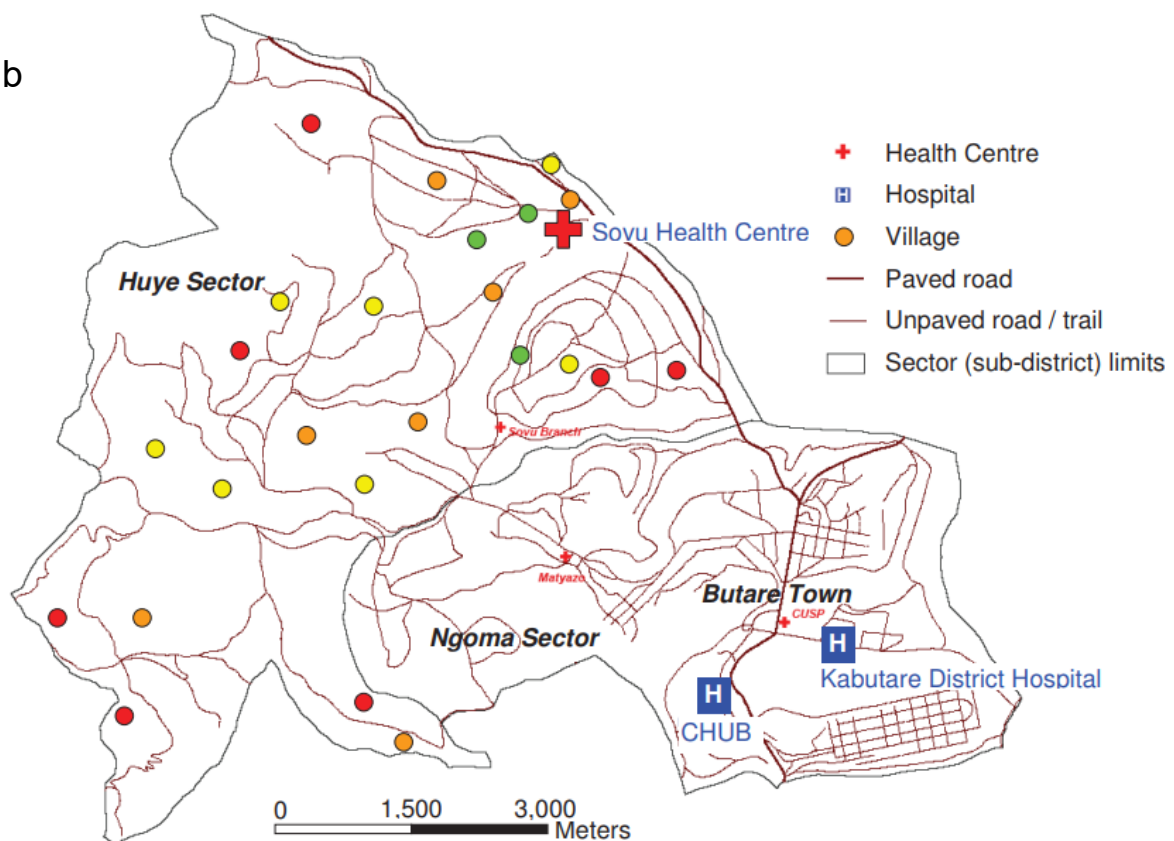 b
Health Centre
H Hospital
Village
Paved road
Unpaved road / trail
Sector (sub-district) limits
Sovu Health Centre
Huye Sector
Sovu Branch
Matyazo
Butare Town
CUSP
Ngoma Sector
H
Kabutare District Hospital
H
CHUB
0 1,500 3,000
Meters